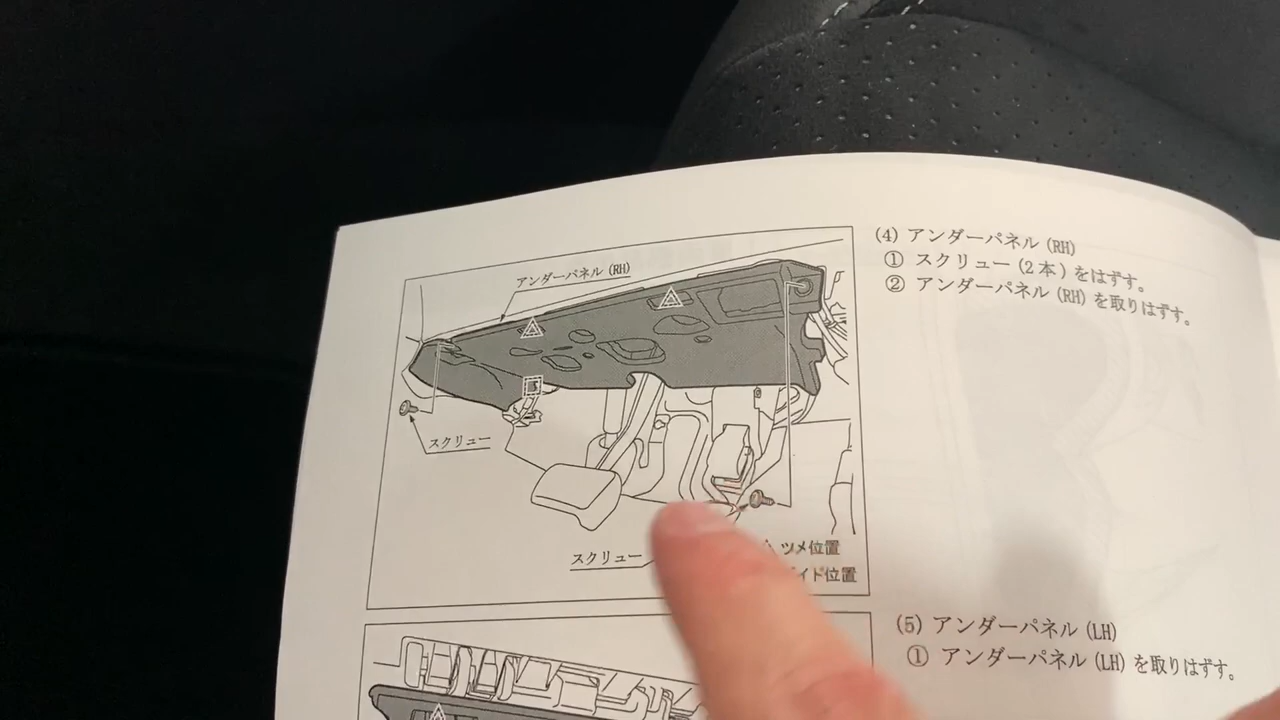 アンダーパネル (RH)
スクリュー
スクリュー
ツメ位置
イド位置
(4) アンダーパネル (RH)
① スクリュー (2本) をはずす。
② アンダーパネル (RH) を取りはずす。
(5) アンダーパネル (LH)
① アンダーパネル (LH) を取りはずす。